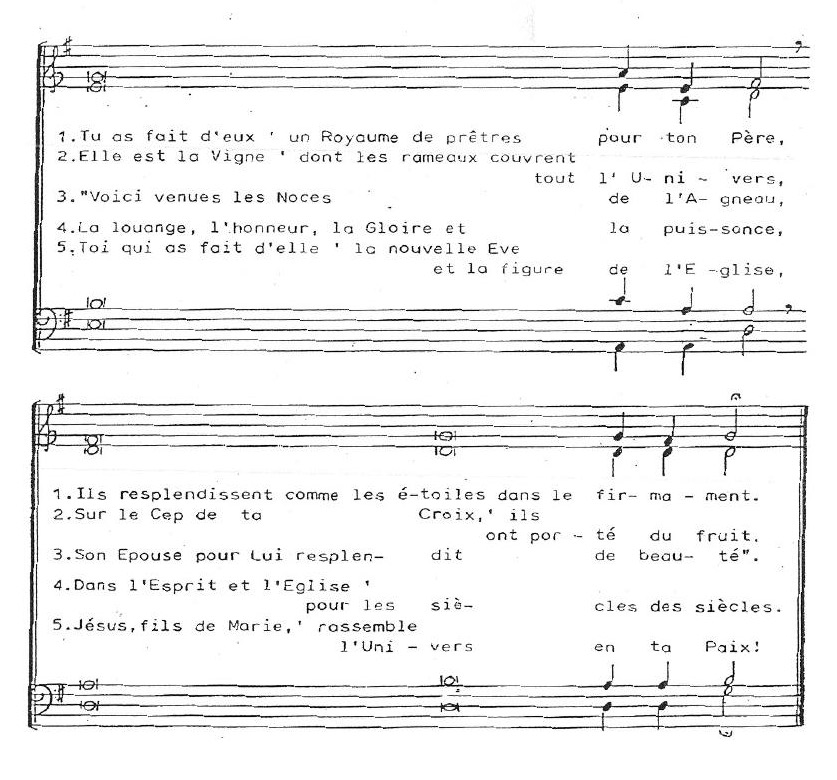 1.Tu as fait d'eux ' un Royaume de prêtres pour ton Père,
2.Elle est la Vigne ' dont les rameaux couvrent
tout l' U- ni - vers,
3."Voici venues les Noces de l'A- gneau,
4.La louange, l'honneur, la Gloire et la puis-sance,
5.Toi qui as fait d'elle ' la nouvelle Eve
et la figure de l'E -glise,
1.Ils resplendissent comme les é-toiles dans le fir- ma - ment.
2.Sur le Cep de ta Croix,' ils
ont por - té du fruit.
3.Son Epouse pour Lui resplen- dit de beau- té".
4.Dans l'Esprit et l'Eglise '
pour les siè- cles des siècles.
5.Jésus,fils de Marie,' rassemble
l'Uni - vers en ta Paix!